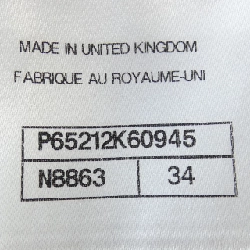 MADE IN UNITED KINGDOM
FABRIQUE AU ROYAUME-UNI
P65212K60945
N8863 34